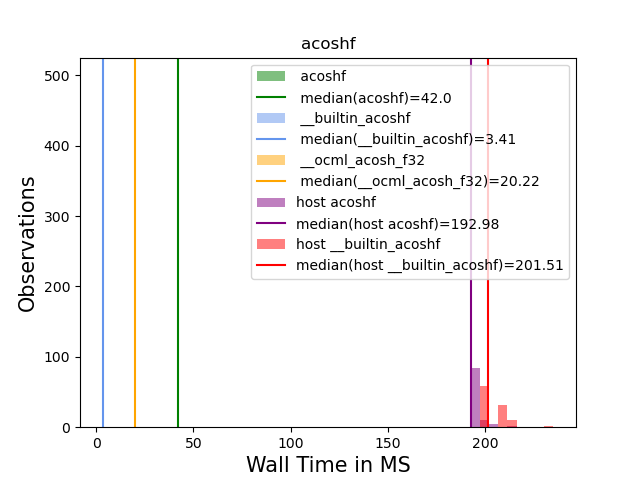 acoshf
Observations
500
400
300
200
100
0
acoshf
median(acoshf)=42.0
__builtin_acoshf
median(__builtin_acoshf)=3.41
__ocml_acosh_f32
median(__ocml_acosh_f32)=20.22
host acoshf
median(host acoshf)=192.98
host __builtin_acoshf
median(host __builtin_acoshf)=201.51
0 50 100 150 200
Wall Time in MS